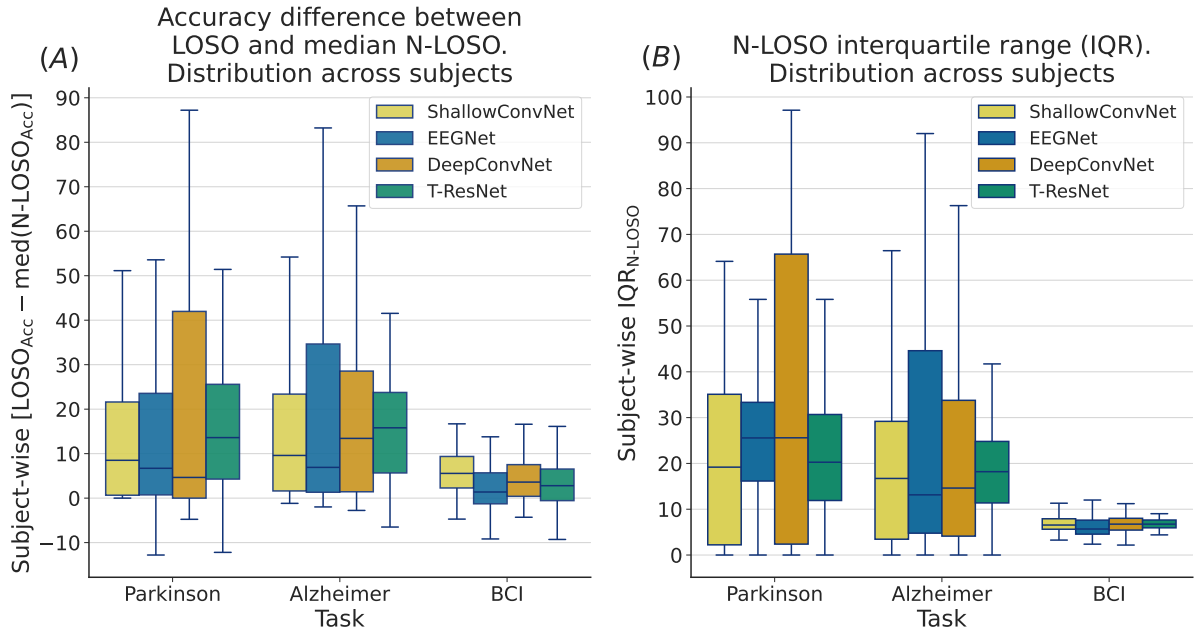 (A)
Accuracy difference between
LOSO and median N-LOSO.
Distribution across subjects
Subject-wise [LOSO_Acc − med(N-LOSO_Acc)]
90
80
70
60
50
40
30
20
10
0
−10
ShallowConvNet
EEGNet
DeepConvNet
T-ResNet
Parkinson
Alzheimer
BCI
Task
(B)
N-LOSO interquartile range (IQR).
Distribution across subjects
Subject-wise IQR_N-LOSO
100
90
80
70
60
50
40
30
20
10
0
ShallowConvNet
EEGNet
DeepConvNet
T-ResNet
Parkinson
Alzheimer
BCI
Task